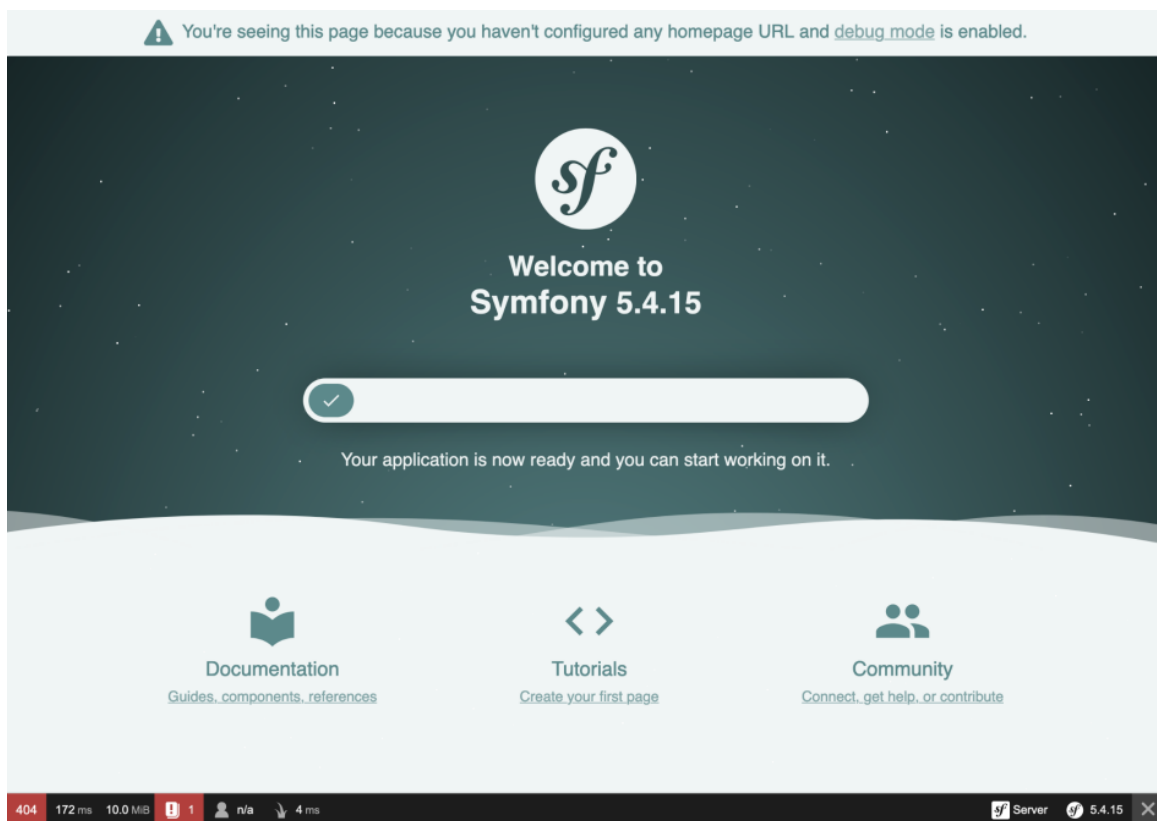 You're seeing this page because you haven't configured any homepage URL and debug mode is enabled.
sf
Welcome to
Symfony 5.4.15
Your application is now ready and you can start working on it.
Documentation
Guides, components, references
Tutorials
Create your first page
Community
Connect, get help, or contribute
404 172 ms 10.0 MiB 1 n/a 4 ms sf Server sf 5.4.15